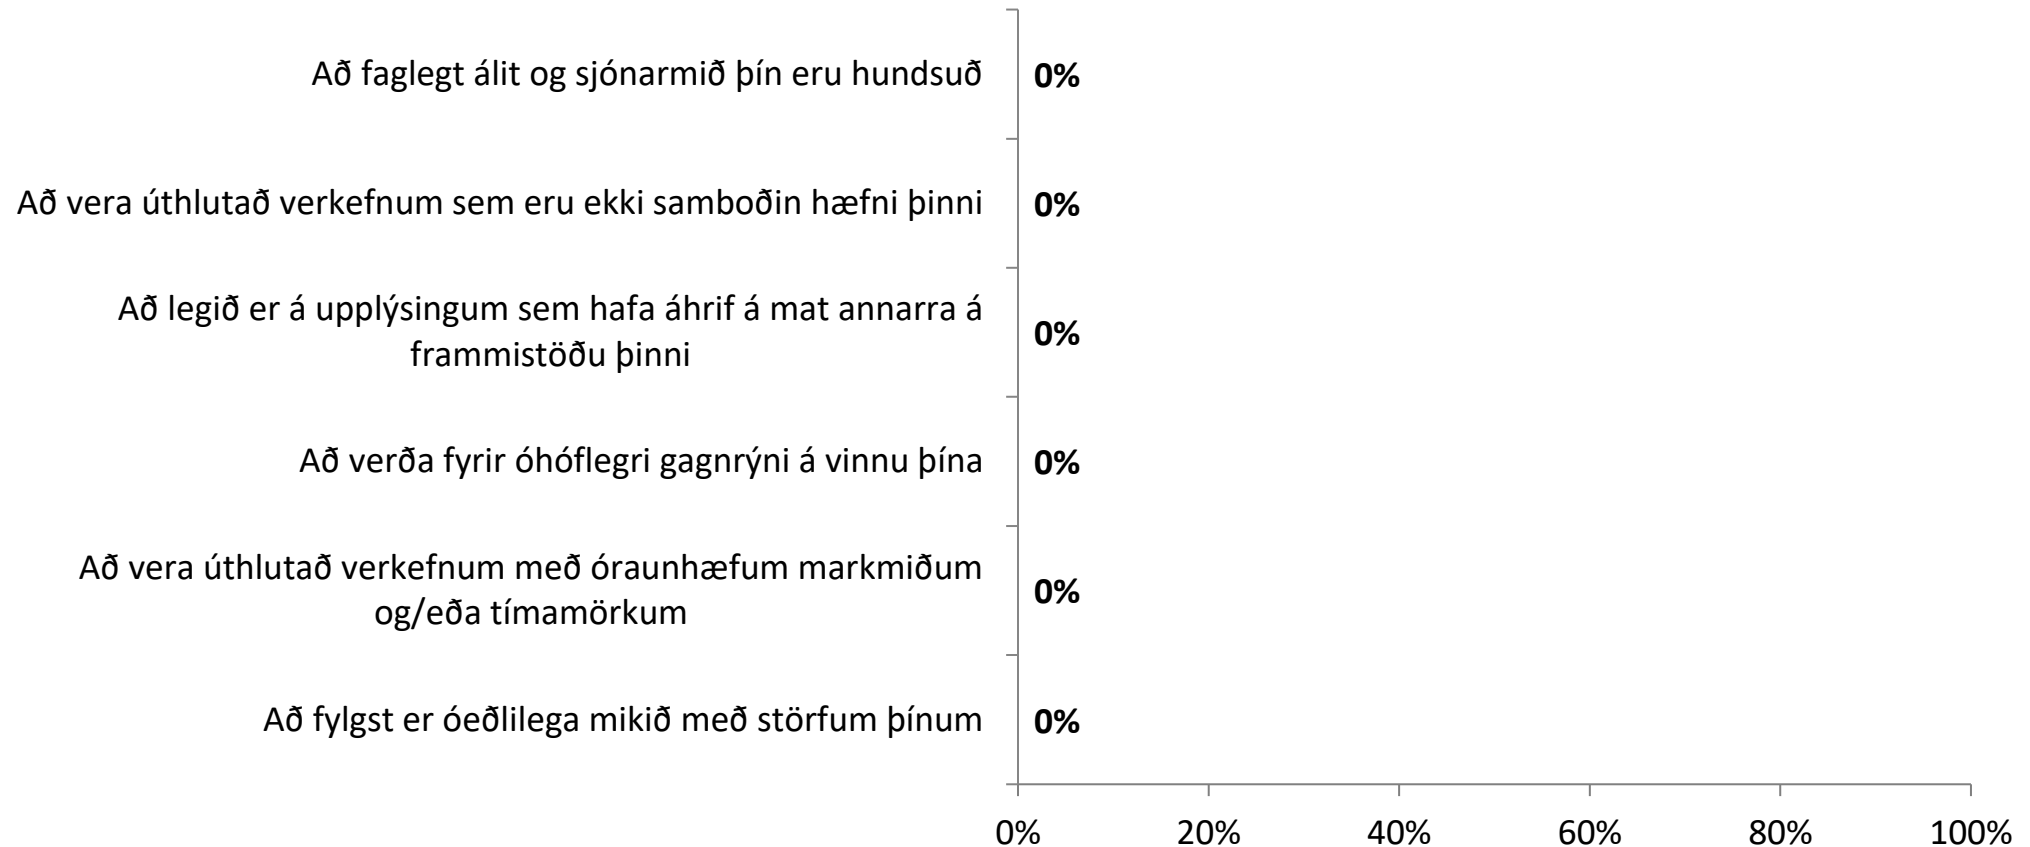 Að faglegt álit og sjónarmið þín eru hundsuð 0%
Að vera úthlutað verkefnum sem eru ekki samboðin hæfni þinni 0%
Að legið er á upplýsingum sem hafa áhrif á mat annarra á
frammistöðu þinni
0%
Að verða fyrir óhóflegri gagnrýni á vinnu þína 0%
Að vera úthlutað verkefnum með óraunhæfum markmiðum
og/eða tímamörkum
0%
Að fylgst er óeðlilega mikið með störfum þínum 0%
0% 20% 40% 60% 80% 100%